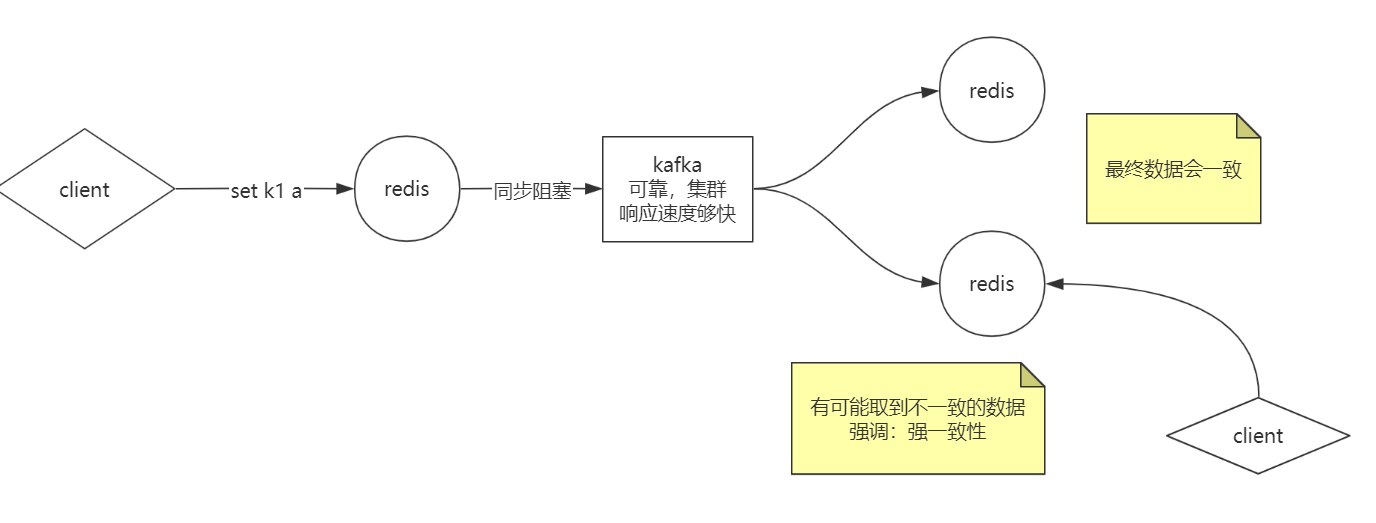 client
set k1 a
redis
同步阻塞
kafka
可靠，集群
响应速度够快
redis
最终数据会一致
redis
有可能取到不一致的数据
强调：强一致性
client